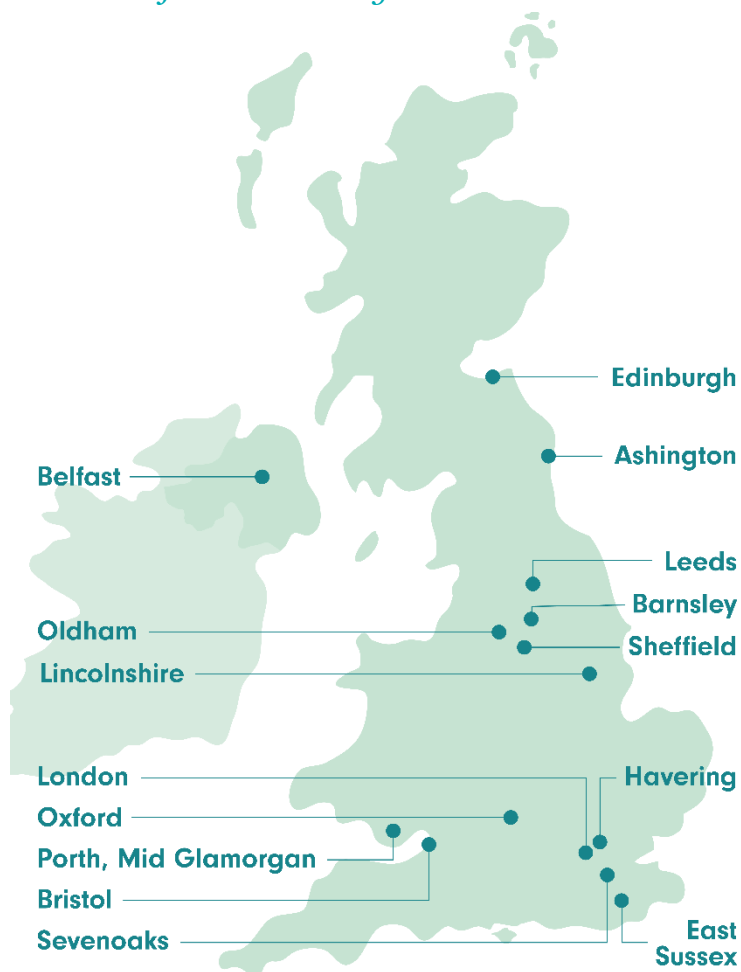 Edinburgh
Ashington
Belfast
Leeds
Barnsley
Oldham
Sheffield
Lincolnshire
London
Havering
Oxford
Porth, Mid Glamorgan
Bristol
Sevenoaks
East
Sussex